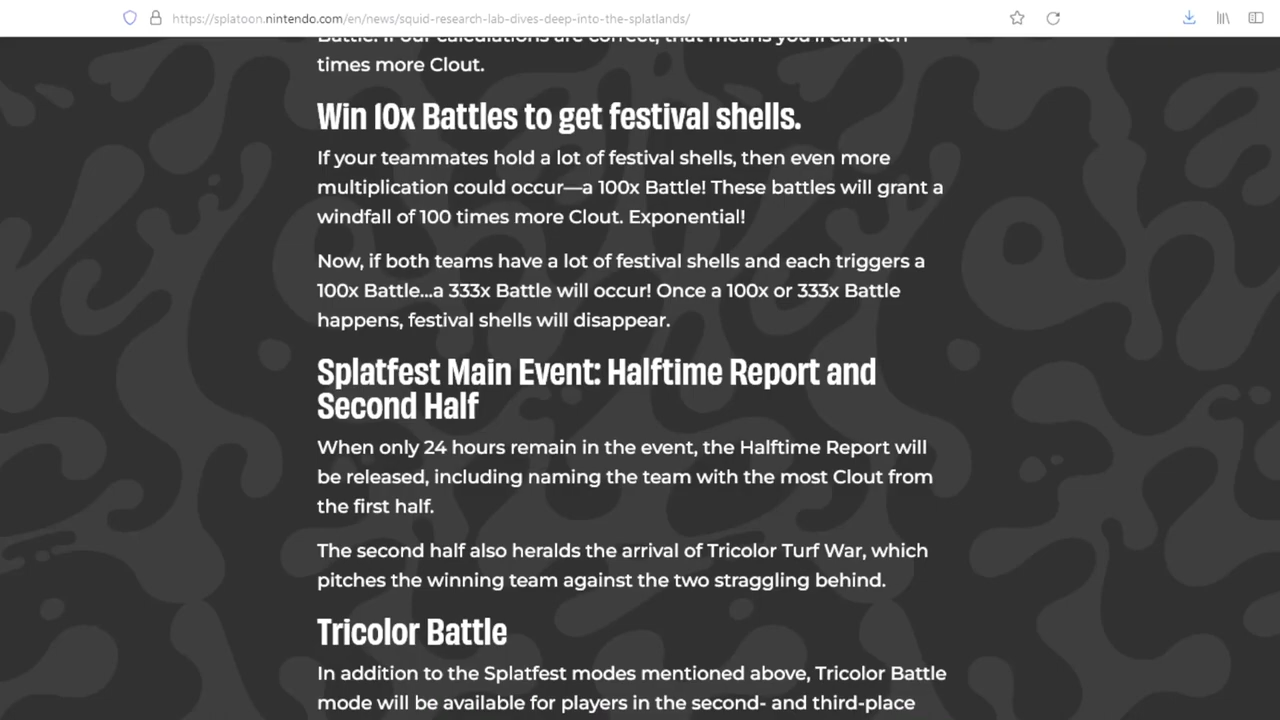 https://splatoon.nintendo.com/en/news/squid-research-lab-dives-deep-into-the-splatlands/
Battle. If our calculations are correct, that means you'll earn ten
times more Clout.
Win 10x Battles to get festival shells.
If your teammates hold a lot of festival shells, then even more
multiplication could occur—a 100x Battle! These battles will grant a
windfall of 100 times more Clout. Exponential!
Now, if both teams have a lot of festival shells and each triggers a
100x Battle...a 333x Battle will occur! Once a 100x or 333x Battle
happens, festival shells will disappear.
Splatfest Main Event: Halftime Report and
Second Half
When only 24 hours remain in the event, the Halftime Report will
be released, including naming the team with the most Clout from
the first half.
The second half also heralds the arrival of Tricolor Turf War, which
pitches the winning team against the two straggling behind.
Tricolor Battle
In addition to the Splatfest modes mentioned above, Tricolor Battle
mode will be available for players in the second- and third-place